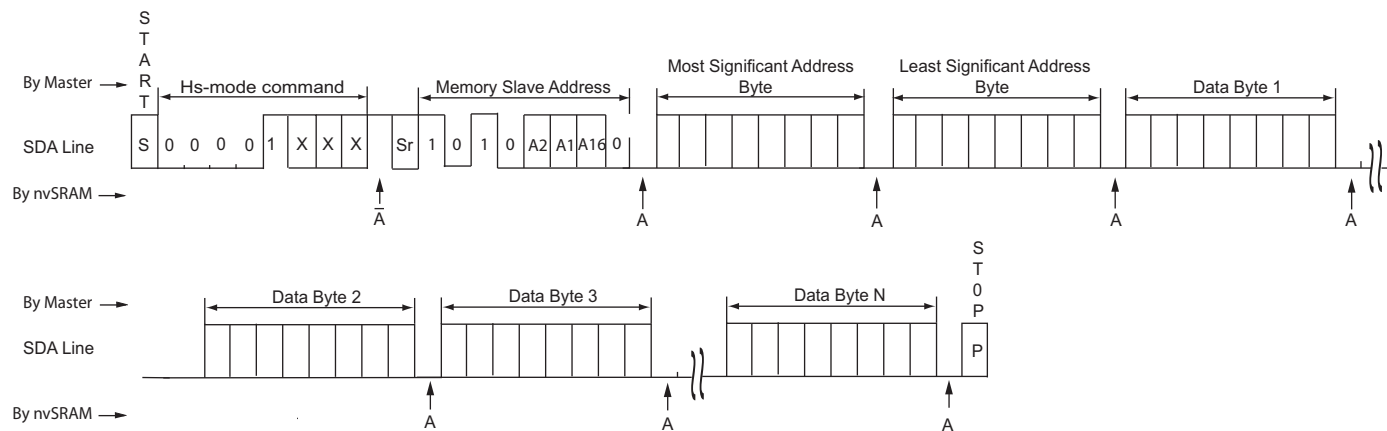 START
By Master
Hs-mode command
Memory Slave Address
Most Significant Address Byte
Least Significant Address Byte
Data Byte 1
SDA Line
S 0 0 0 0 1 X X X Sr 1 0 1 0 A2 A1 A16 0
By nvSRAM
A̅ A A A A
ST0P
By Master
Data Byte 2
Data Byte 3
Data Byte N
SDA Line
P
By nvSRAM
A A A